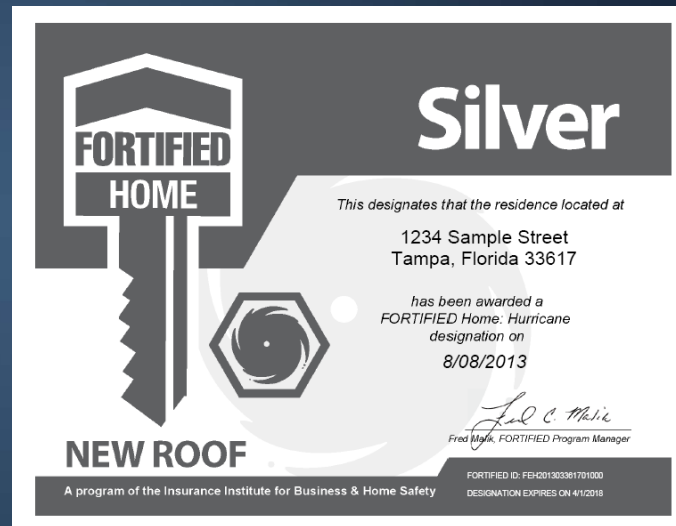 FORTIFIED
HOME
Silver
This designates that the residence located at
1234 Sample Street
Tampa, Florida 33617
has been awarded a
FORTIFIED Home: Hurricane
designation on
8/08/2013
Fred C. Malik
Fred Malik, FORTIFIED Program Manager
NEW ROOF
A program of the Insurance Institute for Business & Home Safety
FORTIFIED ID: FEH201303361701000
DESIGNATION EXPIRES ON 4/1/2018